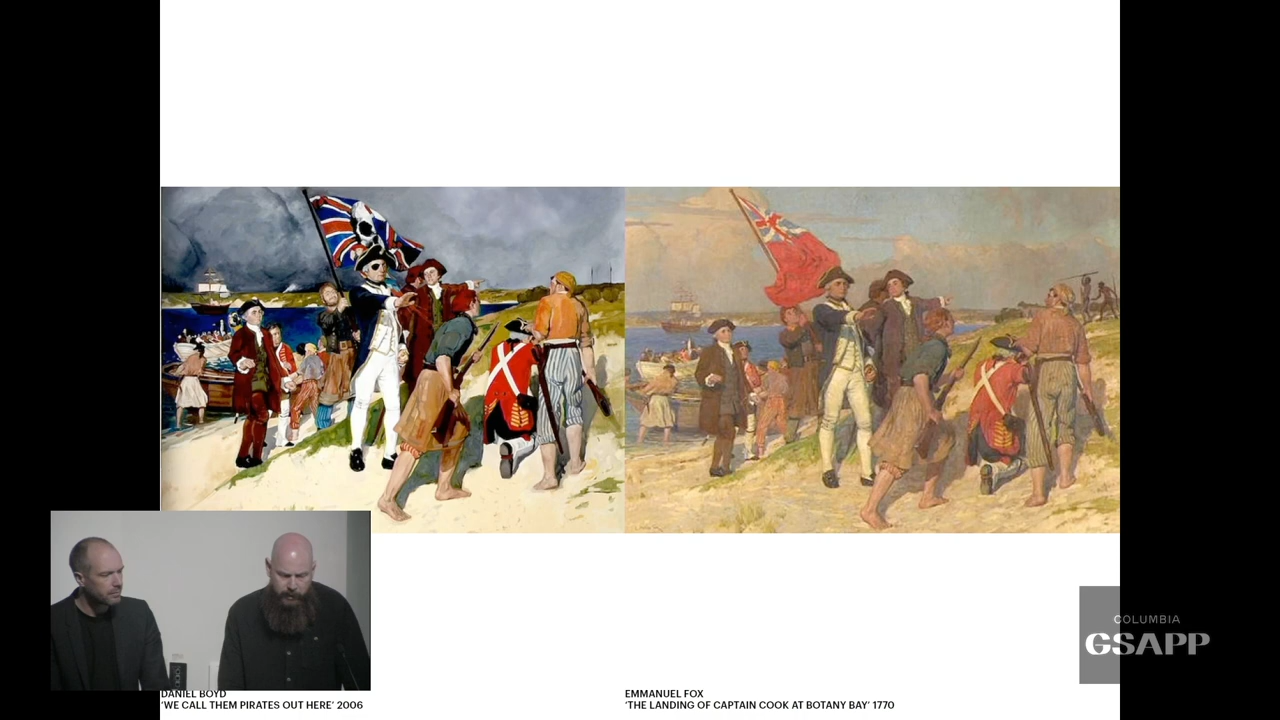 COLUMBIA
GSAPP
DANIEL BOYD
‘WE CALL THEM PIRATES OUT HERE’ 2006
EMMANUEL FOX
‘THE LANDING OF CAPTAIN COOK AT BOTANY BAY’ 1770